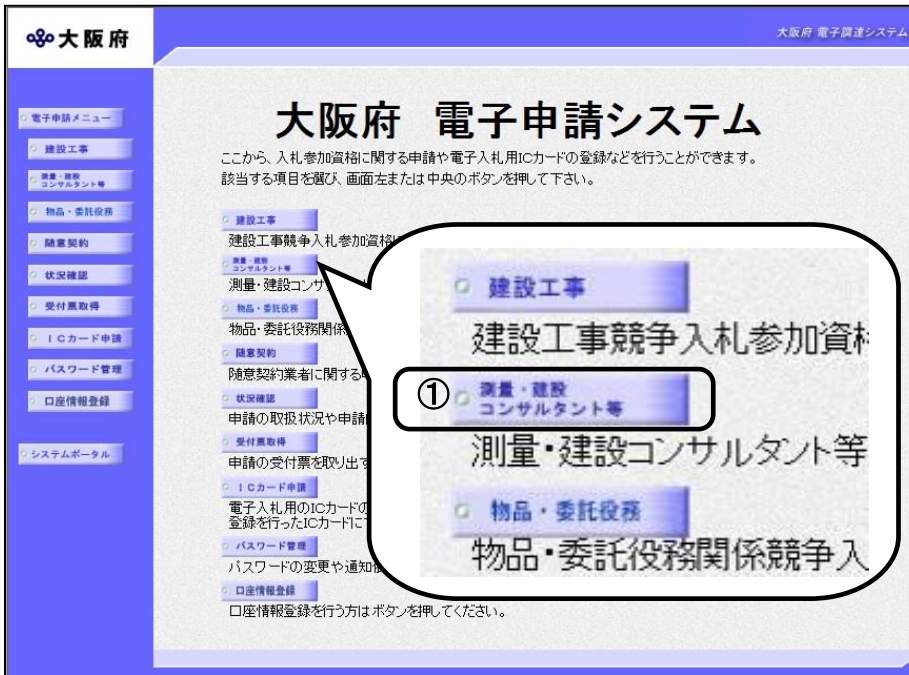 大阪府
大阪府 電子調達システム
電子申請メニュー
建設工事
測量・建設
コンサルタント等
物品・委託役務
随意契約
状況確認
受付票取得
ICカード申請
パスワード管理
口座情報登録
システムポータル
大阪府 電子申請システム
ここから、入札参加資格に関する申請や電子入札用ICカードの登録などを行うことができます。
該当する項目を選び、画面左または中央のボタンを押して下さい。
建設工事
建設工事競争入札参加資格
測量・建設
コンサルタント等
測量・建設コンサ
物品・委託役務
物品・委託役務関係
随意契約
随意契約業者に関する
状況確認
申請の取扱状況や申請
受付票取得
申請の受付票を取り出す
ICカード申請
電子入札用のICカードの
登録を行ったICカードに
パスワード管理
パスワードの変更や通知
口座情報登録
口座情報登録を行う方はボタンを押してください。
建設工事
建設工事競争入札参加資格
① 測量・建設
コンサルタント等
測量・建設コンサルタント等
物品・委託役務
物品・委託役務関係競争入